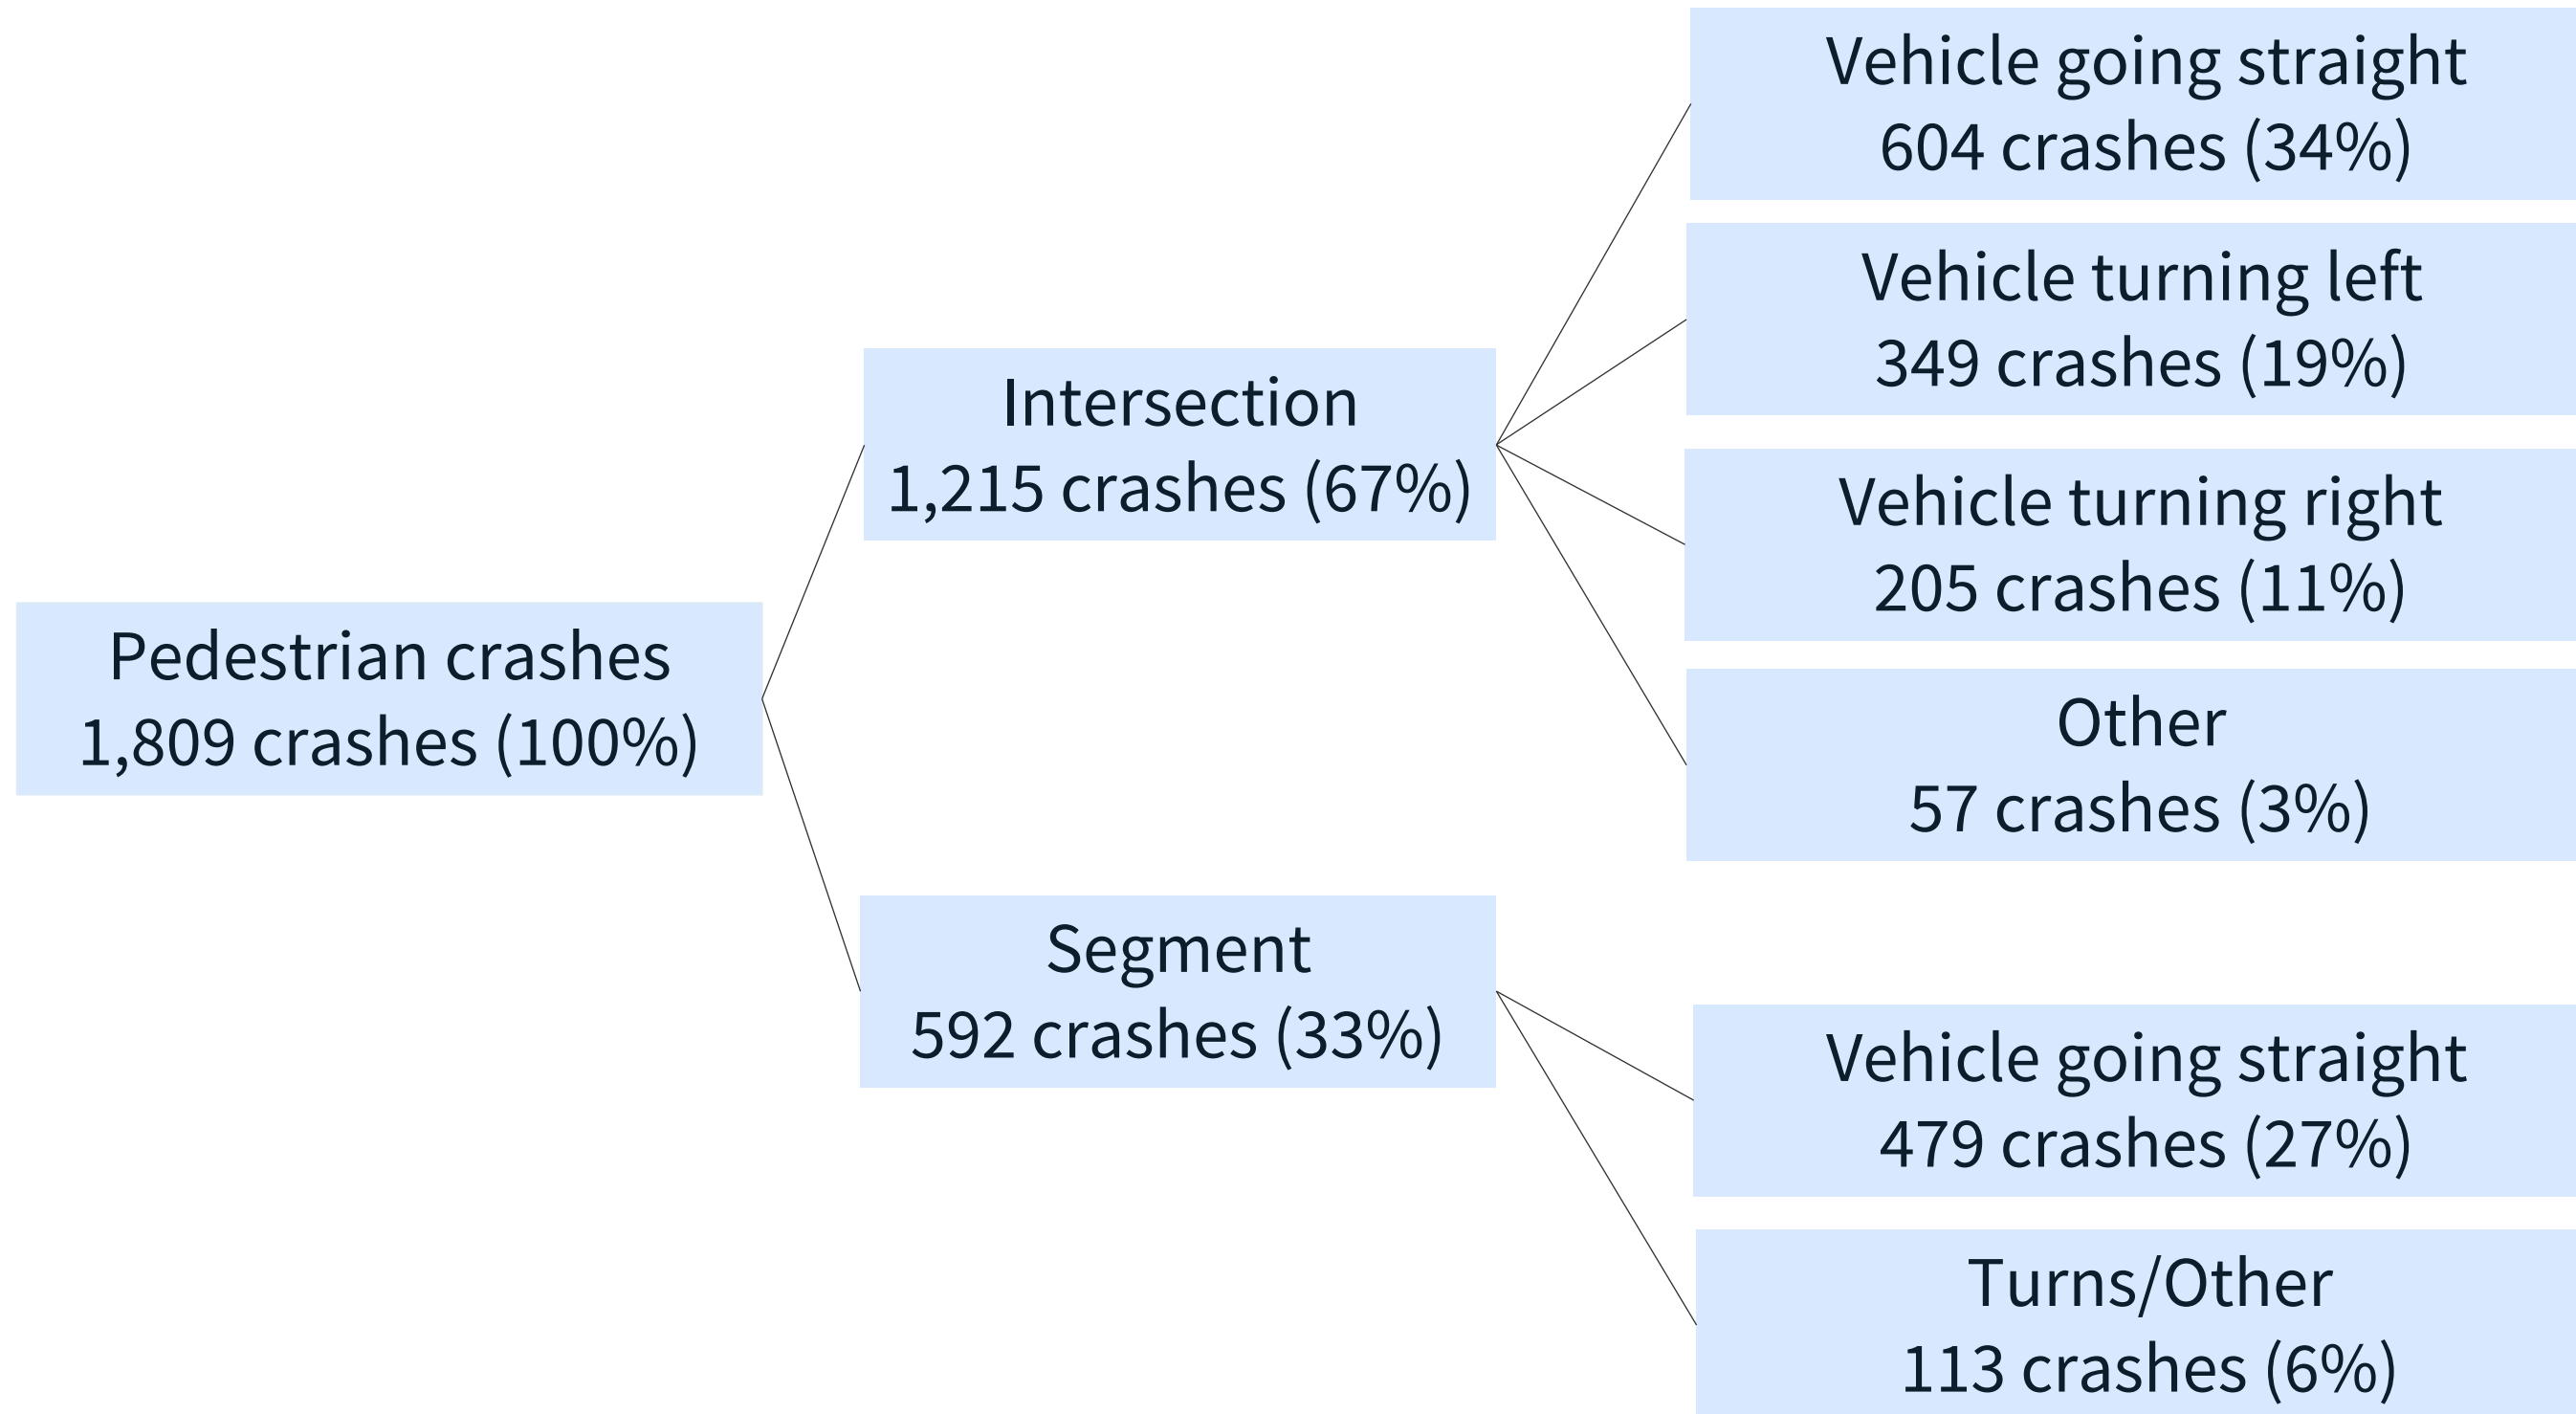 Pedestrian crashes
1,809 crashes (100%)
Intersection
1,215 crashes (67%)
Vehicle going straight
604 crashes (34%)
Vehicle turning left
349 crashes (19%)
Vehicle turning right
205 crashes (11%)
Other
57 crashes (3%)
Segment
592 crashes (33%)
Vehicle going straight
479 crashes (27%)
Turns/Other
113 crashes (6%)